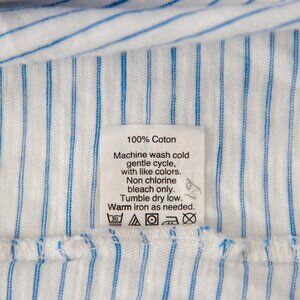 100% Coton
Machine wash cold
gentle cycle,
with like colors.
Non chlorine
bleach only.
Tumble dry low.
Warm iron as needed.